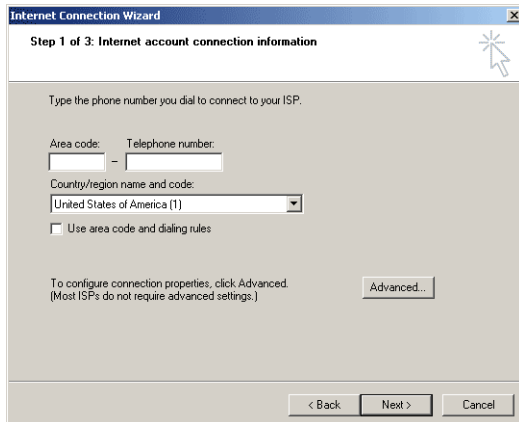 Internet Connection Wizard
Step 1 of 3: Internet account connection information
Type the phone number you dial to connect to your ISP.
Area code: Telephone number:
–
Country/region name and code:
United States of America (1)
Use area code and dialing rules
To configure connection properties, click Advanced.
(Most ISPs do not require advanced settings.)
Advanced...
< Back Next > Cancel